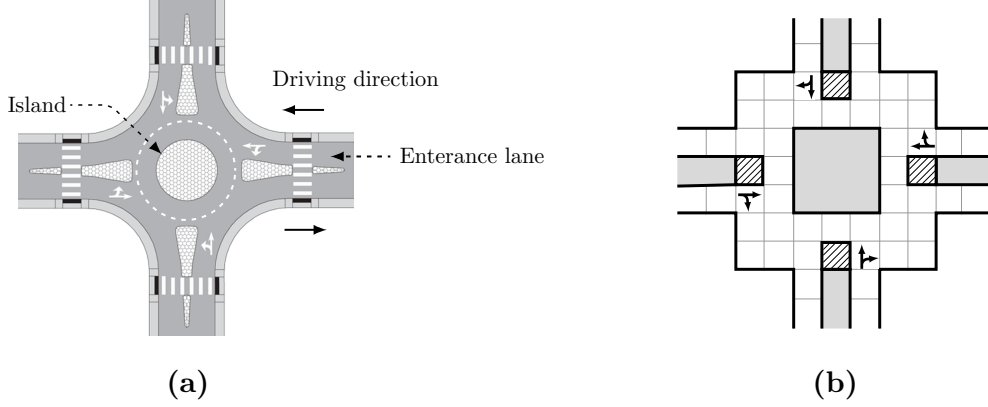 Driving direction
Island
Enterance lane
(a)
(b)